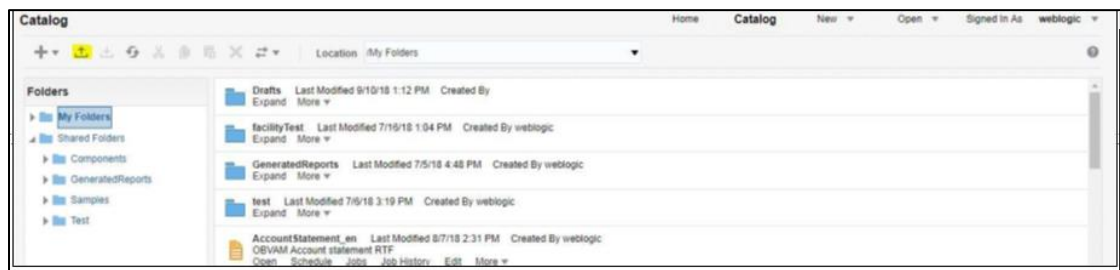 Catalog Home Catalog New Open Signed In As weblogic
Location /My Folders
Folders
My Folders
Shared Folders
Components
GeneratedReports
Samples
Test
Drafts Last Modified 9/10/18 1:12 PM Created By
Expand More
facilityTest Last Modified 7/16/18 1:04 PM Created By weblogic
Expand More
GeneratedReports Last Modified 7/5/18 4:48 PM Created By weblogic
Expand More
test Last Modified 7/6/18 3:19 PM Created By weblogic
Expand More
AccountStatement_en Last Modified 8/7/18 2:31 PM Created By weblogic
OBVAM Account statement RTF
Open Schedule Jobs Job History Edit More